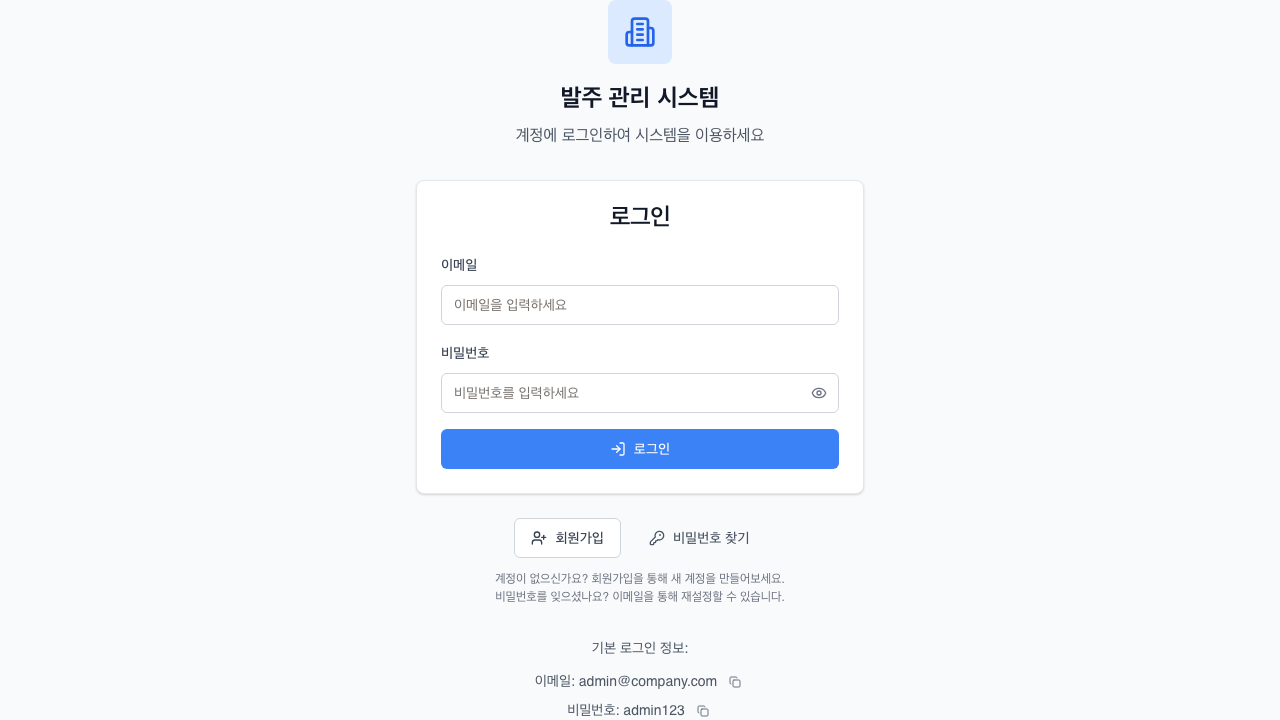 발주 관리 시스템
계정에 로그인하여 시스템을 이용하세요
로그인
이메일
이메일을 입력하세요
비밀번호
비밀번호를 입력하세요
로그인
회원가입
비밀번호 찾기
계정이 없으신가요? 회원가입을 통해 새 계정을 만들어보세요.
비밀번호를 잊으셨나요? 이메일을 통해 재설정할 수 있습니다.
기본 로그인 정보:
이메일: admin@company.com
비밀번호: admin123